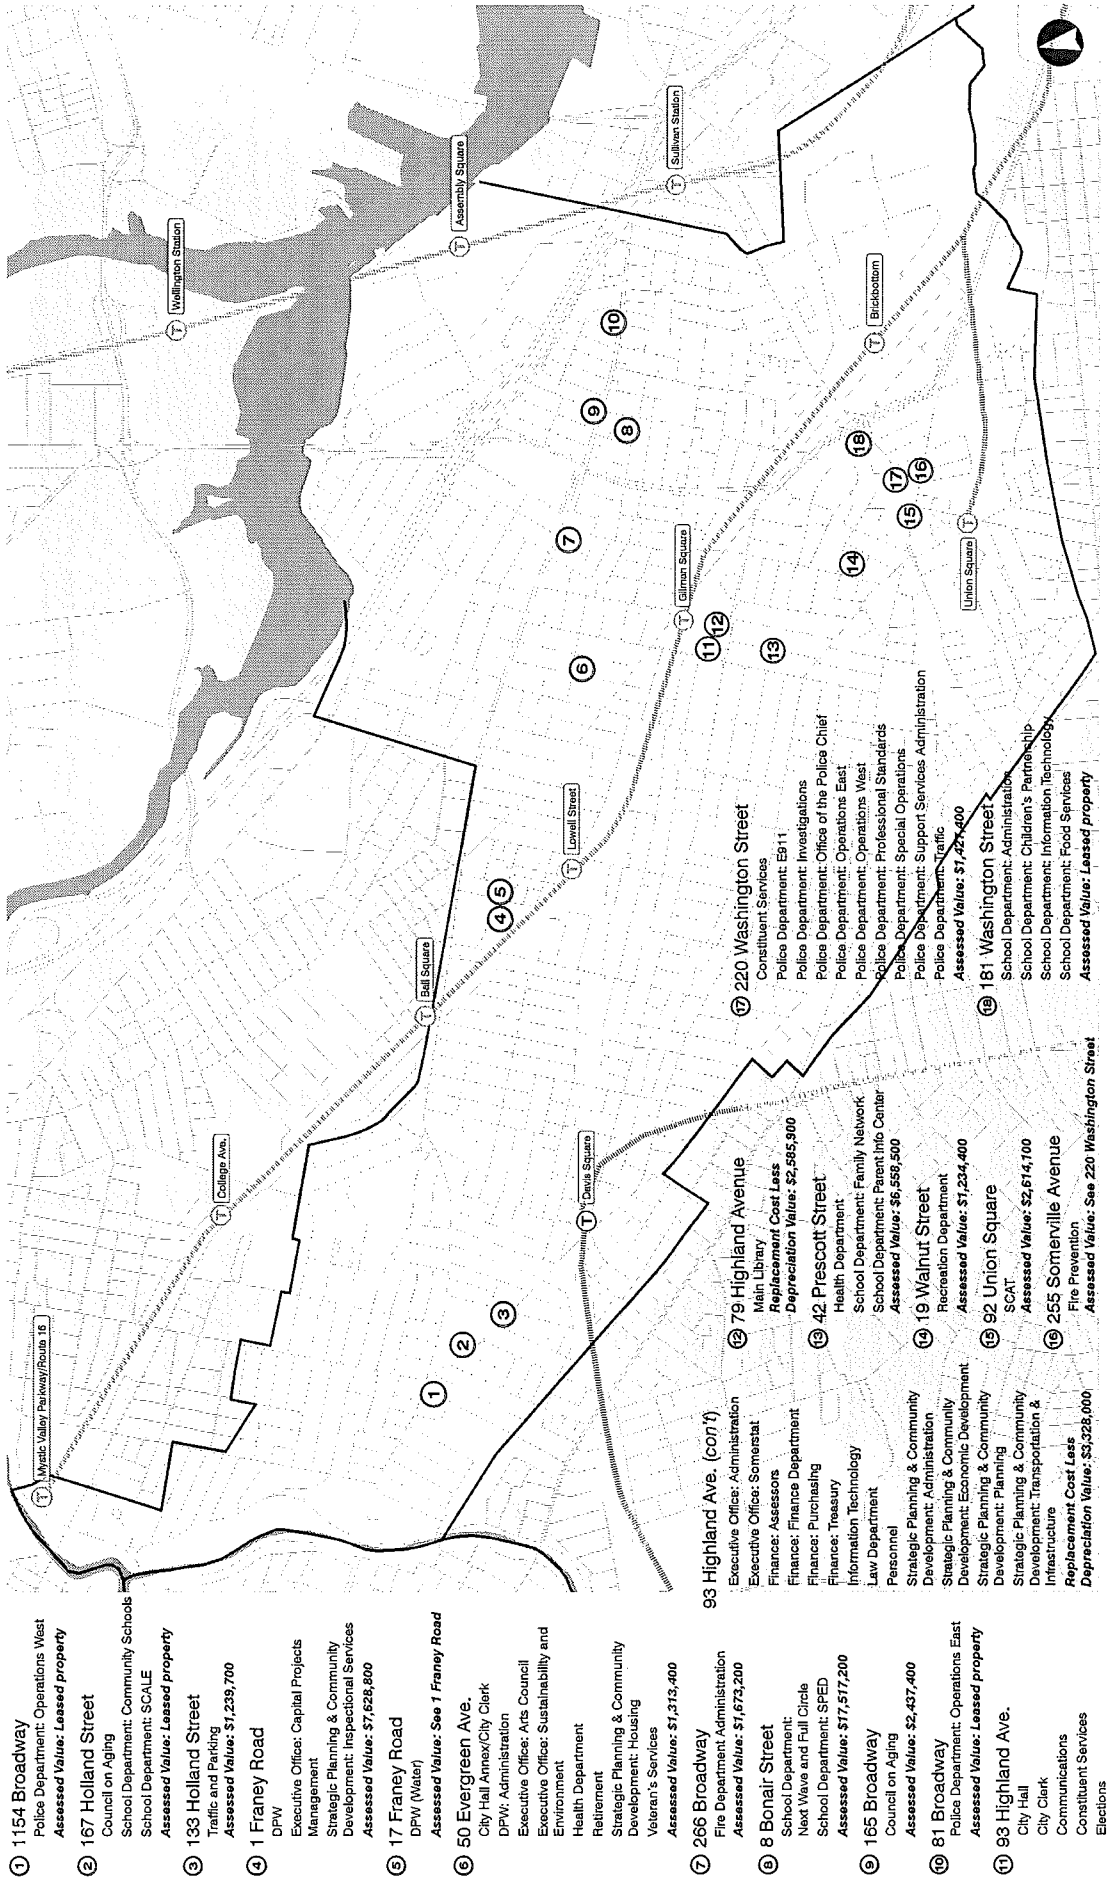 ① 1154 Broadway
Police Department: Operations West
Assessed Value: Leased property
② 167 Holland Street
Council on Aging
School Department: Community Schools
School Department: SCALE
Assessed Value: Leased property
③ 133 Holland Street
Traffic and Parking
Assessed Value: $1,239,700
④ 1 Franey Road
DPW
Executive Office: Capital Projects
Management
Strategic Planning & Community
Development: Inspectional Services
Assessed Value: $7,628,800
⑤ 17 Franey Road
DPW (Water)
Assessed Value: See 1 Franey Road
⑥ 50 Evergreen Ave.
City Hall Annex/City Clerk
DPW: Administration
Executive Office: Arts Council
Executive Office: Sustainability and
Environment
Health Department
Retirement
Strategic Planning & Community
Development: Housing
Veteran's Services
Assessed Value: $1,313,400
⑦ 266 Broadway
Fire Department Administration
Assessed Value: $1,673,200
⑧ 8 Bonair Street
School Department:
Next Wave and Full Circle
School Department: SPED
Assessed Value: $17,517,200
⑨ 165 Broadway
Council on Aging
Assessed Value: $2,437,400
⑩ 81 Broadway
Police Department: Operations East
Assessed Value: Leased property
⑪ 93 Highland Ave.
City Hall
City Clerk
Communications
Constituent Services
Elections
93 Highland Ave. (con't)
Executive Office: Administration
Executive Office: Somerstat
Finance: Assessors
Finance: Finance Department
Finance: Purchasing
Finance: Treasury
Information Technology
Law Department
Personnel
Strategic Planning & Community
Development: Administration
Strategic Planning & Community
Development: Economic Development
Strategic Planning & Community
Development: Planning
Strategic Planning & Community
Development: Transportation &
Infrastructure
Replacement Cost Less
Depreciation Value: $3,328,000
⑫ 79 Highland Avenue
Main Library
Replacement Cost Less
Depreciation Value: $2,585,900
⑬ 42 Prescott Street
Health Department
School Department: Family Network
School Department: Parent Info Center
Assessed Value: $6,558,500
⑭ 19 Walnut Street
Recreation Department
Assessed Value: $1,234,400
⑮ 92 Union Square
SCAT
Assessed Value: $2,614,100
⑯ 255 Somerville Avenue
Fire Prevention
Assessed Value: See 220 Washington Street
⑰ 220 Washington Street
Constituent Services
Police Department: E911
Police Department: Investigations
Police Department: Office of the Police Chief
Police Department: Operations East
Police Department: Operations West
Police Department: Professional Standards
Police Department: Special Operations
Police Department: Support Services Administration
Police Department: Traffic
Assessed Value:
⑱ 181 Washington Street
School Department: Administration
School Department: Children's Partnership
School Department: Information Technology
School Department: Food Services
Assessed Value: Leased property
T Mystic Valley Parkway/Route 16
T College Ave.
T Ball Square
T Davis Square
T Lowell Street
T Gilman Square
T Union Square
T Brickbottom
T Wellington Station
T Assembly Square
T Sullivan Station
①
②
③
④
⑤
⑥
⑦
⑧
⑨
⑩
⑪
⑫
⑬
⑭
⑮
⑯
⑰
⑱